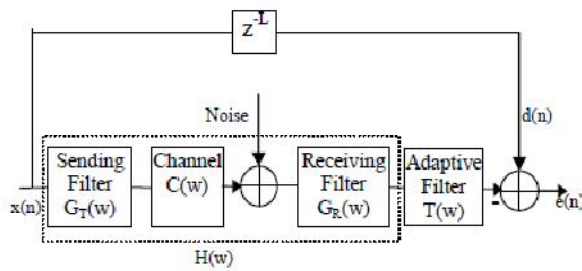 z^-L
Noise
d(n)
Sending
Filter
G_T(w)
Channel
C(w)
Receiving
Filter
G_R(w)
Adaptive
Filter
T(w)
-
x(n)
e(n)
H(w)